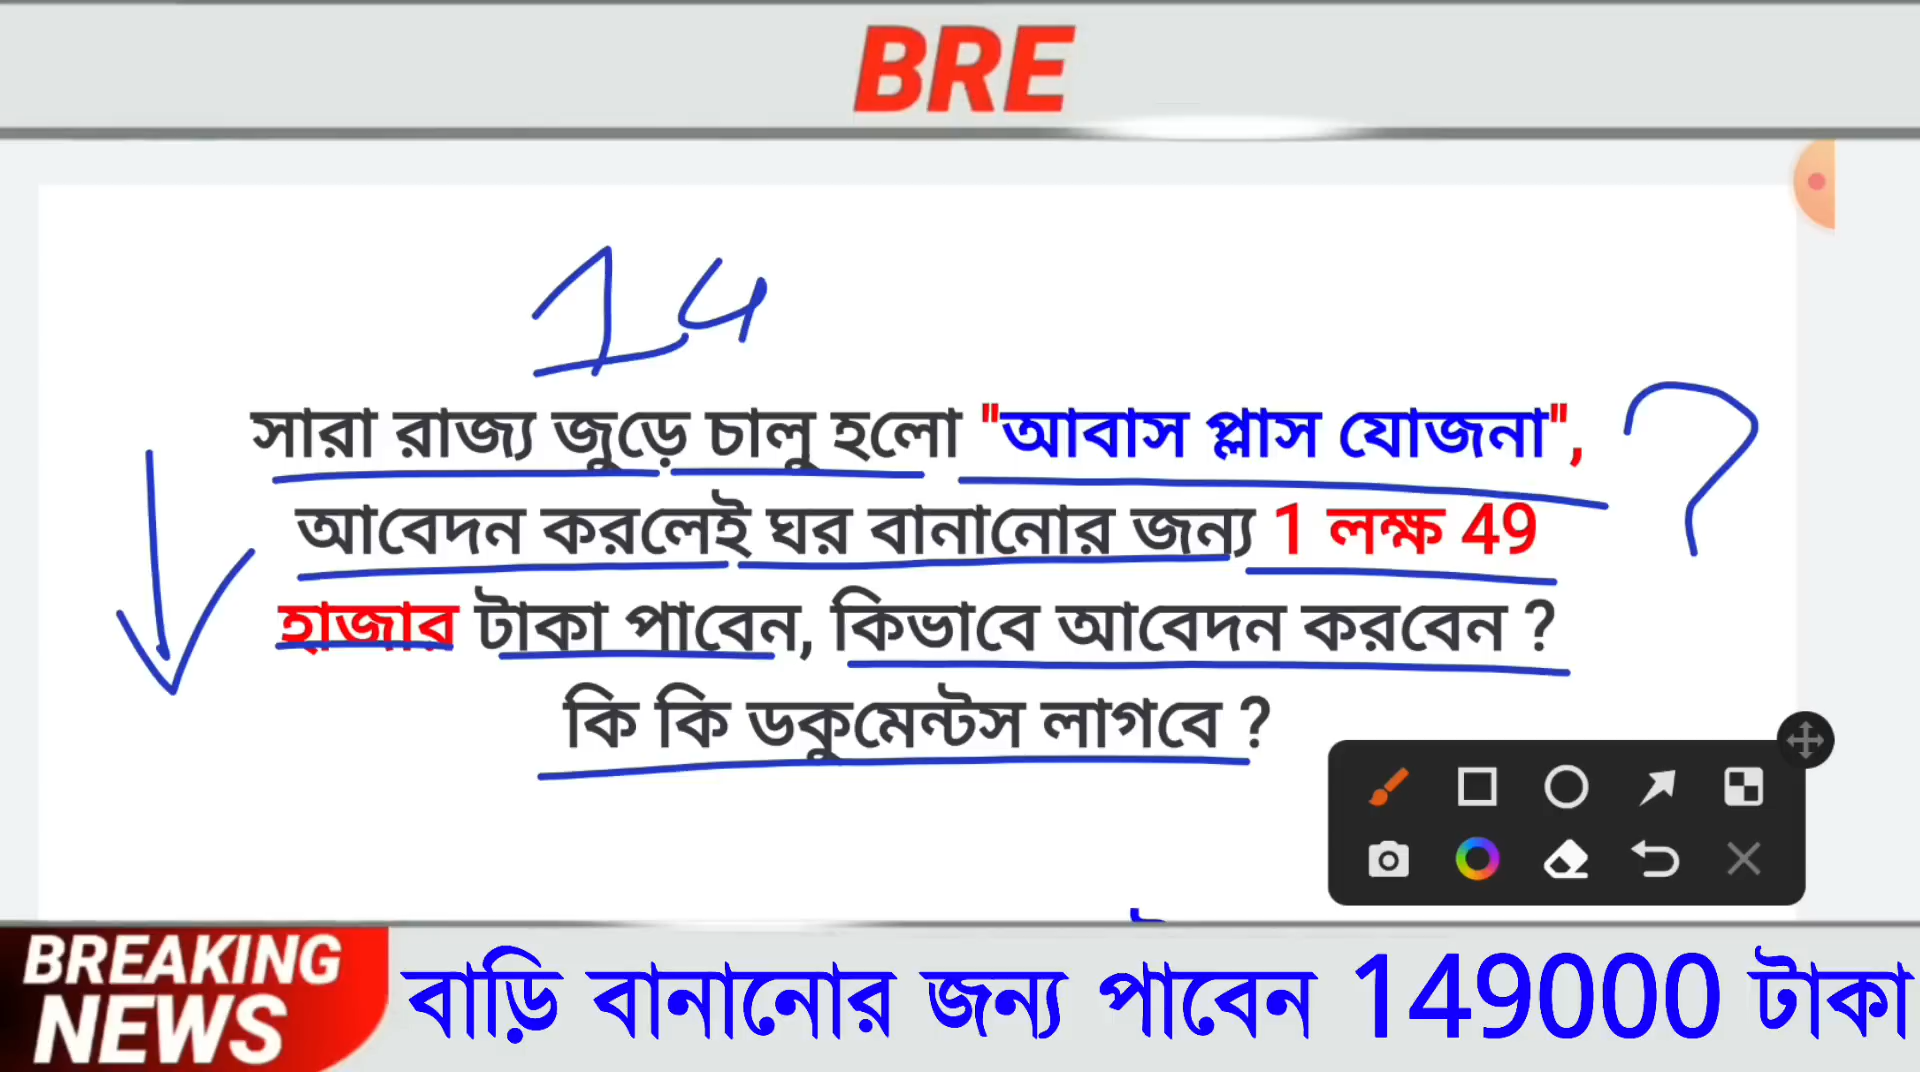 BRE
14
সারা রাজ্য জুড়ে চালু হলো "আবাস প্লাস যোজনা",
আবেদন করলেই ঘর বানানোর জন্য 1 লক্ষ 49
হাজার টাকা পাবেন, কিভাবে আবেদন করবেন ?
কি কি ডকুমেন্টস লাগবে ?
BREAKING
NEWS
বাড়ি বানানোর জন্য পাবেন 149000 টাকা